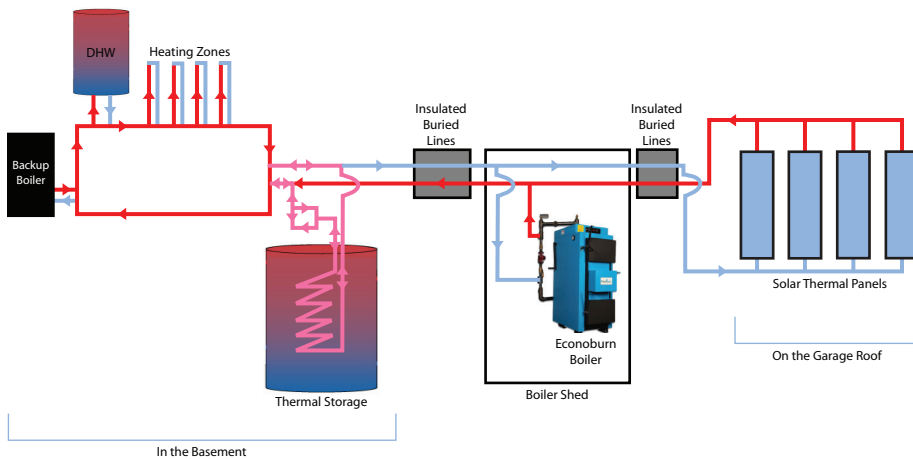 DHW
Heating Zones
Backup
Boiler
Insulated
Buried
Lines
Insulated
Buried
Lines
Thermal Storage
Econoburn
Boiler
Boiler Shed
Solar Thermal Panels
On the Garage Roof
In the Basement